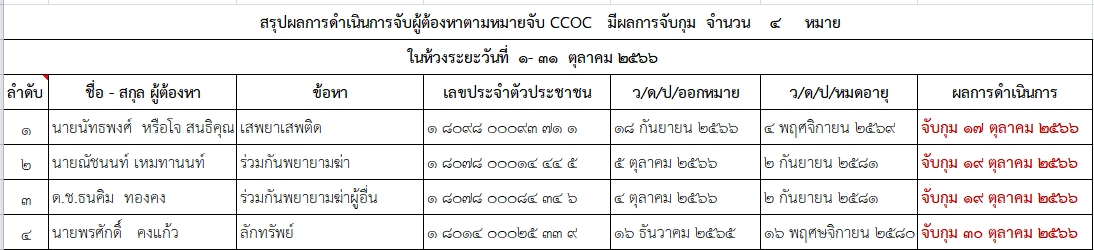 สรุปผลการดำเนินการจับผู้ต้องหาตามหมายจับ CCOC มีผลการจับกุม จำนวน ๔ หมาย
ในห้วงระยะวันที่ ๑- ๓๑ ตุลาคม ๒๕๖๖
ลำดับ ชื่อ - สกุล ผู้ต้องหา ข้อหา เลขประจำตัวประชาชน ว/ด/ป/ออกหมาย ว/ด/ป/หมดอายุ ผลการดำเนินการ
๑ นายนัทธพงศ์ หรือโจ สนธิคุณ เสพยาเสพติด ๑ ๘๐๙๘ ๐๐๐๙๓ ๗๑ ๑ ๑๘ กันยายน ๒๕๖๖ ๔ พฤศจิกายน ๒๕๖๙ จับกุม ๑๗ ตุลาคม ๒๕๖๖
๒ นายณัชนนท์ เหมทานนท์ ร่วมกันพยายามฆ่า ๑ ๘๐๗๘ ๐๐๐๑๔ ๔๔ ๕ ๕ ตุลาคม ๒๕๖๖ ๒ กันยายน ๒๕๘๑ จับกุม ๑๙ ตุลาคม ๒๕๖๖
๓ ด.ช.ธนคิม ทองคง ร่วมกันพยายามฆ่าผู้อื่น ๑ ๘๐๗๘ ๐๐๐๘๔ ๓๔ ๖ ๔ ตุลาคม ๒๕๖๖ ๒ กันยายน ๒๕๘๑ จับกุม ๑๙ ตุลาคม ๒๕๖๖
๔ นายพรศักดิ์ คงแก้ว ลักทรัพย์ ๑ ๘๐๑๔ ๐๐๐๒๕ ๓๓ ๙ ๑๖ ธันวาคม ๒๕๖๕ ๑๖ พฤศษจิกายน ๒๕๘๐ จับกุม ๓๐ ตุลาคม ๒๕๖๖